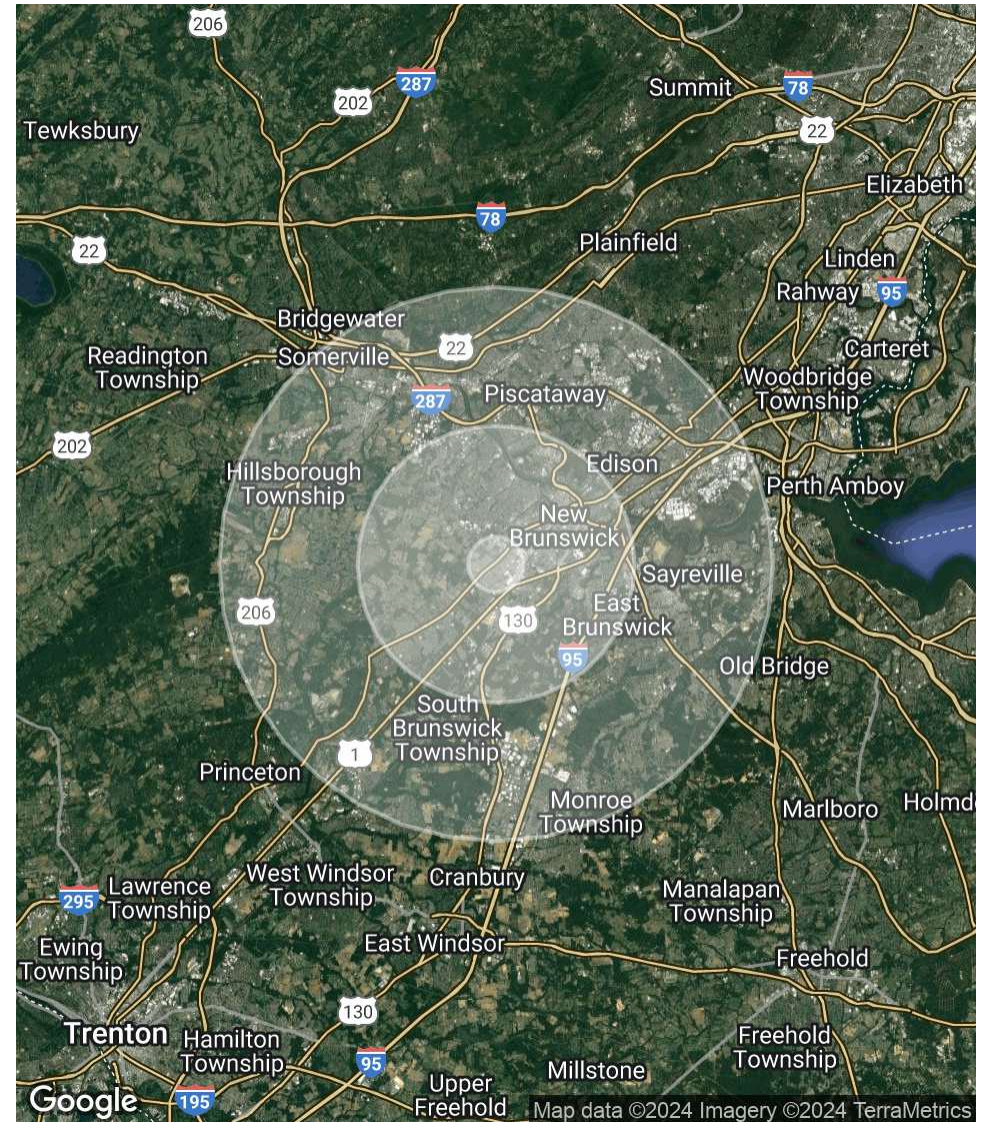 206
287
202
Summit
78
22
Tewksbury
Elizabeth
78
22
Plainfield
Linden
Rahway
95
Bridgewater
22
Somerville
Readington
Township
Carteret
Woodbridge
Township
287
Piscataway
202
Hillsborough
Township
Edison
Perth Amboy
New
Brunswick
Sayreville
206
130
East
Brunswick
95
Old Bridge
South
Brunswick
Township
1
Princeton
Monroe
Township
Marlboro
Holmd
West Windsor
Township
Cranbury
295
Lawrence
Township
Manalapan
Township
Ewing
Township
East Windsor
Freehold
130
Trenton
Hamilton
Township
95
Freehold
Township
Millstone
Upper
Freehold
195
Google
Map data ©2024 Imagery ©2024 TerraMetrics